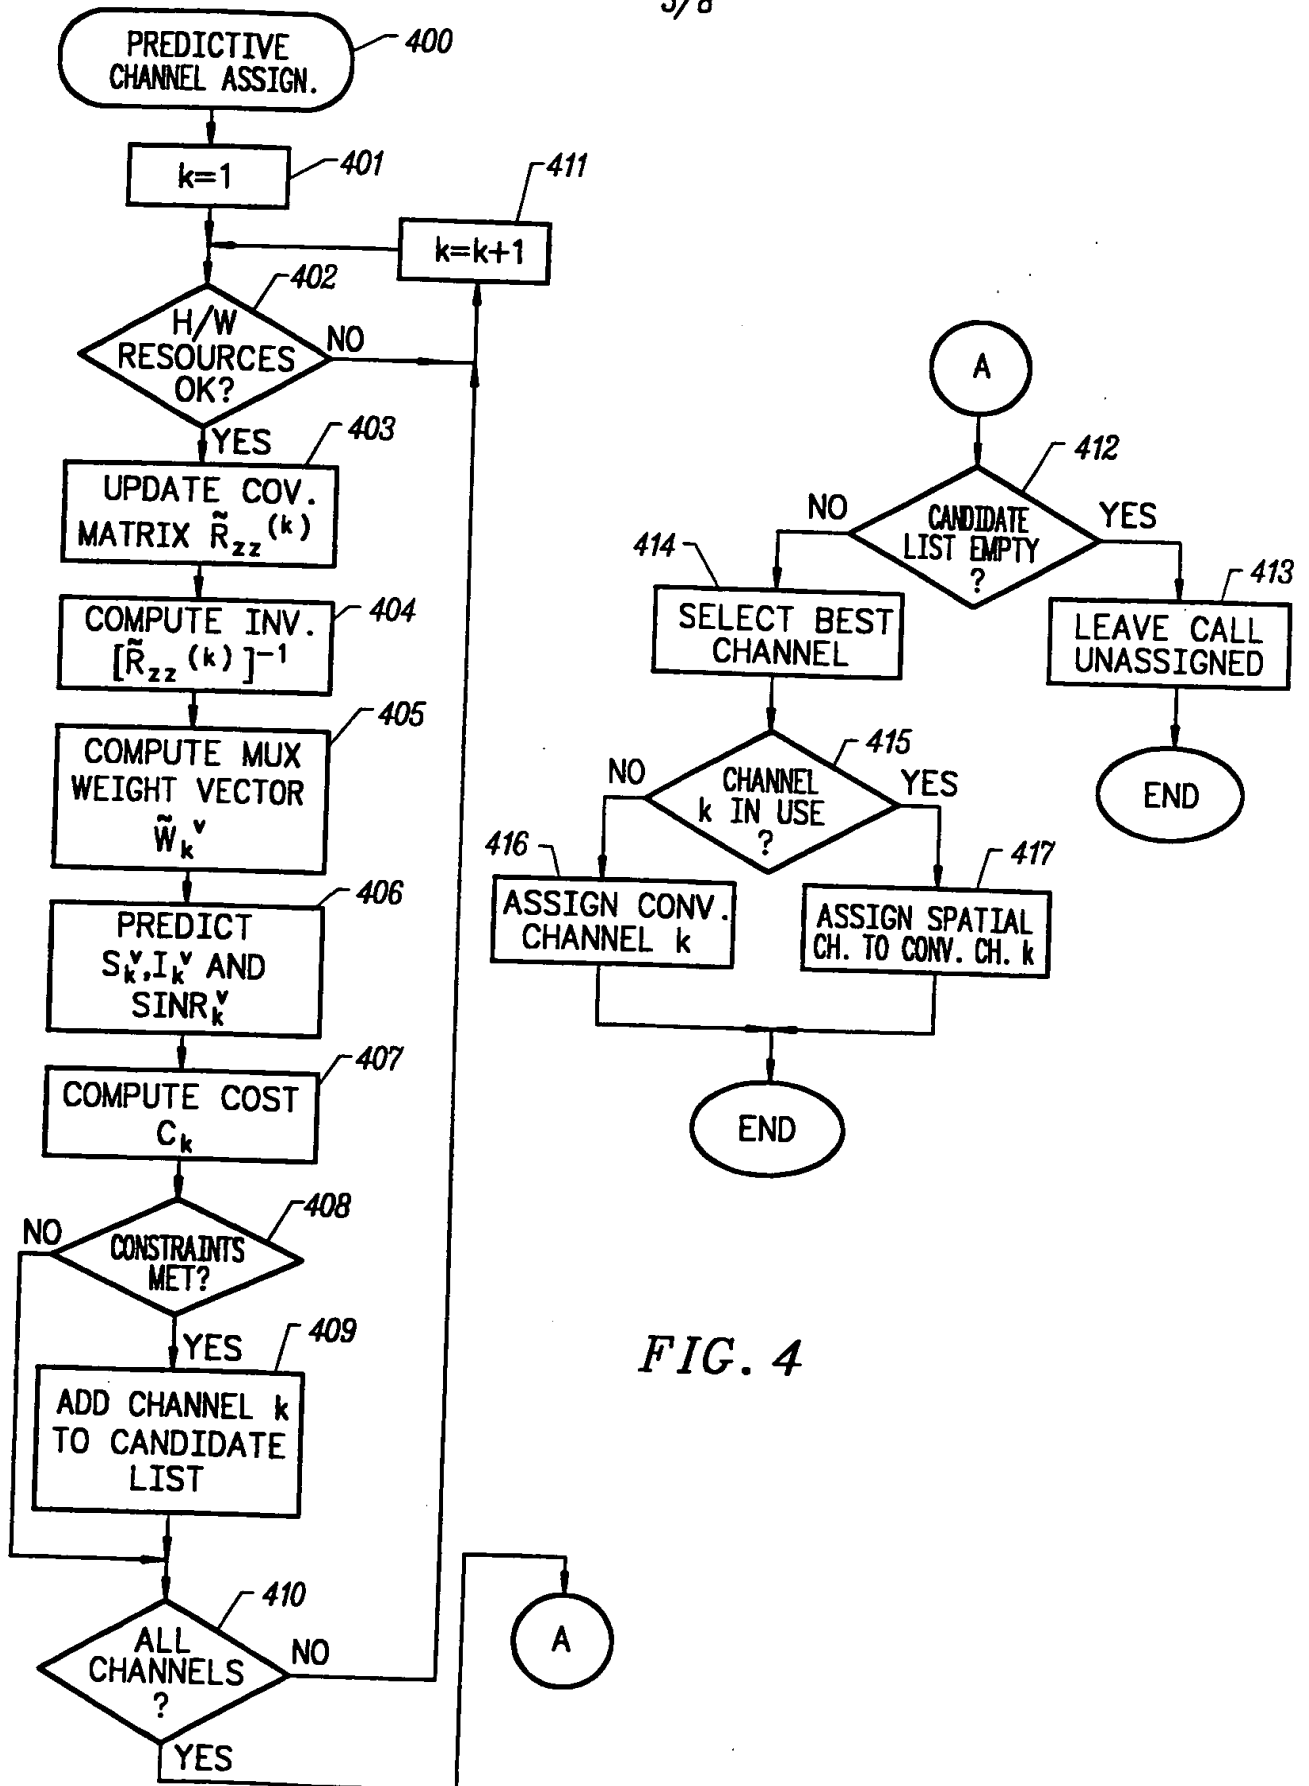 3/8
PREDICTIVE
CHANNEL ASSIGN.
400
k=1
401
411
k=k+1
402
H/W
RESOURCES
OK?
NO
YES
403
UPDATE COV.
MATRIX R̃zz(k)
404
COMPUTE INV.
[R̃zz(k)]-1
405
COMPUTE MUX
WEIGHT VECTOR
W̃kv
406
PREDICT
Skv,Ikv AND
SINRkv
407
COMPUTE COST
Ck
408
NO
CONSTRAINTS
MET?
YES
409
ADD CHANNEL k
TO CANDIDATE
LIST
410
ALL
CHANNELS
?
NO
YES
A
A
412
NO
CANDIDATE
LIST EMPTY
?
YES
414
413
SELECT BEST
CHANNEL
LEAVE CALL
UNASSIGNED
END
415
NO
CHANNEL
k IN USE
?
YES
416
417
ASSIGN CONV.
CHANNEL k
ASSIGN SPATIAL
CH. TO CONV. CH. k
END
FIG. 4